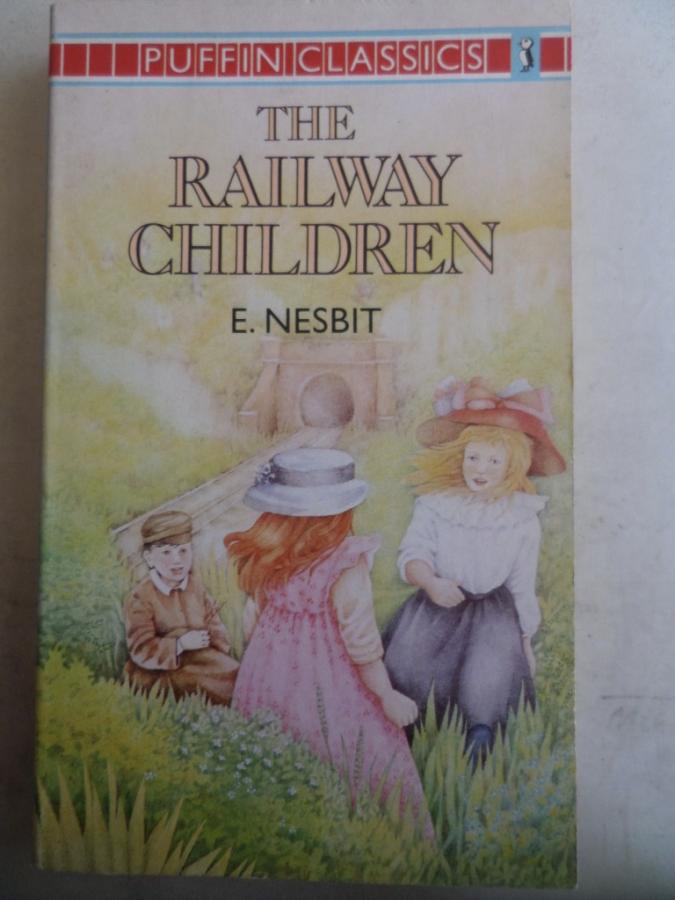 PUFFIN CLASSICS
THE
RAILWAY
CHILDREN
E. NESBIT